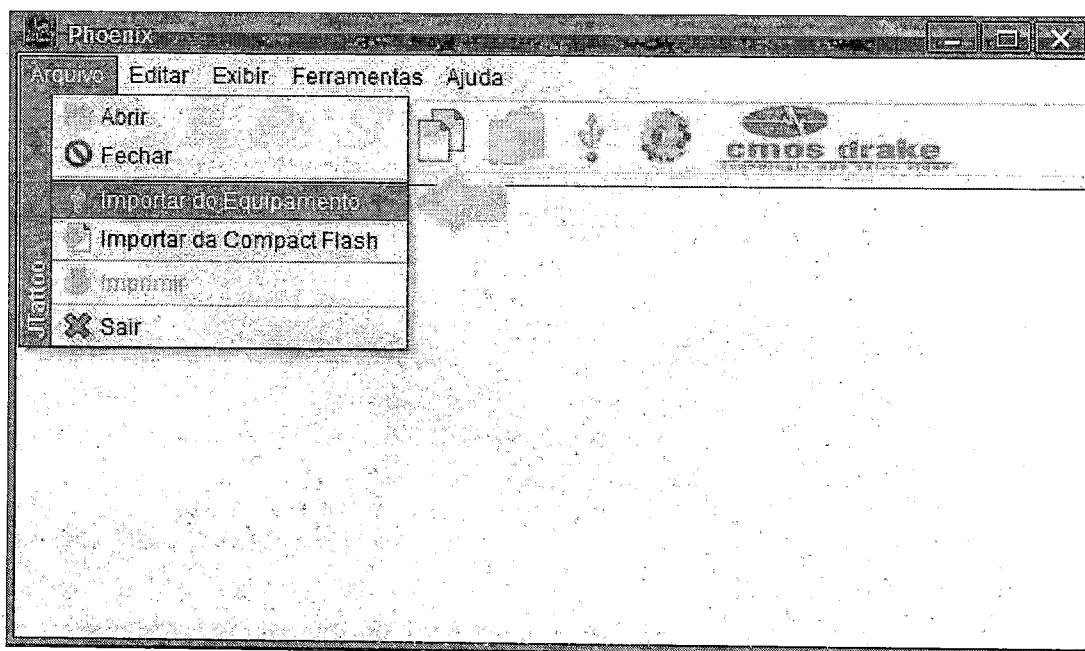 Phoenix
Arquivo Editar Exibir Ferramentas Ajuda
Abrir
Fechar
cmos drake
Importar do Equipamento
Importar da Compact Flash
Imprimir
Sair
JTattoo